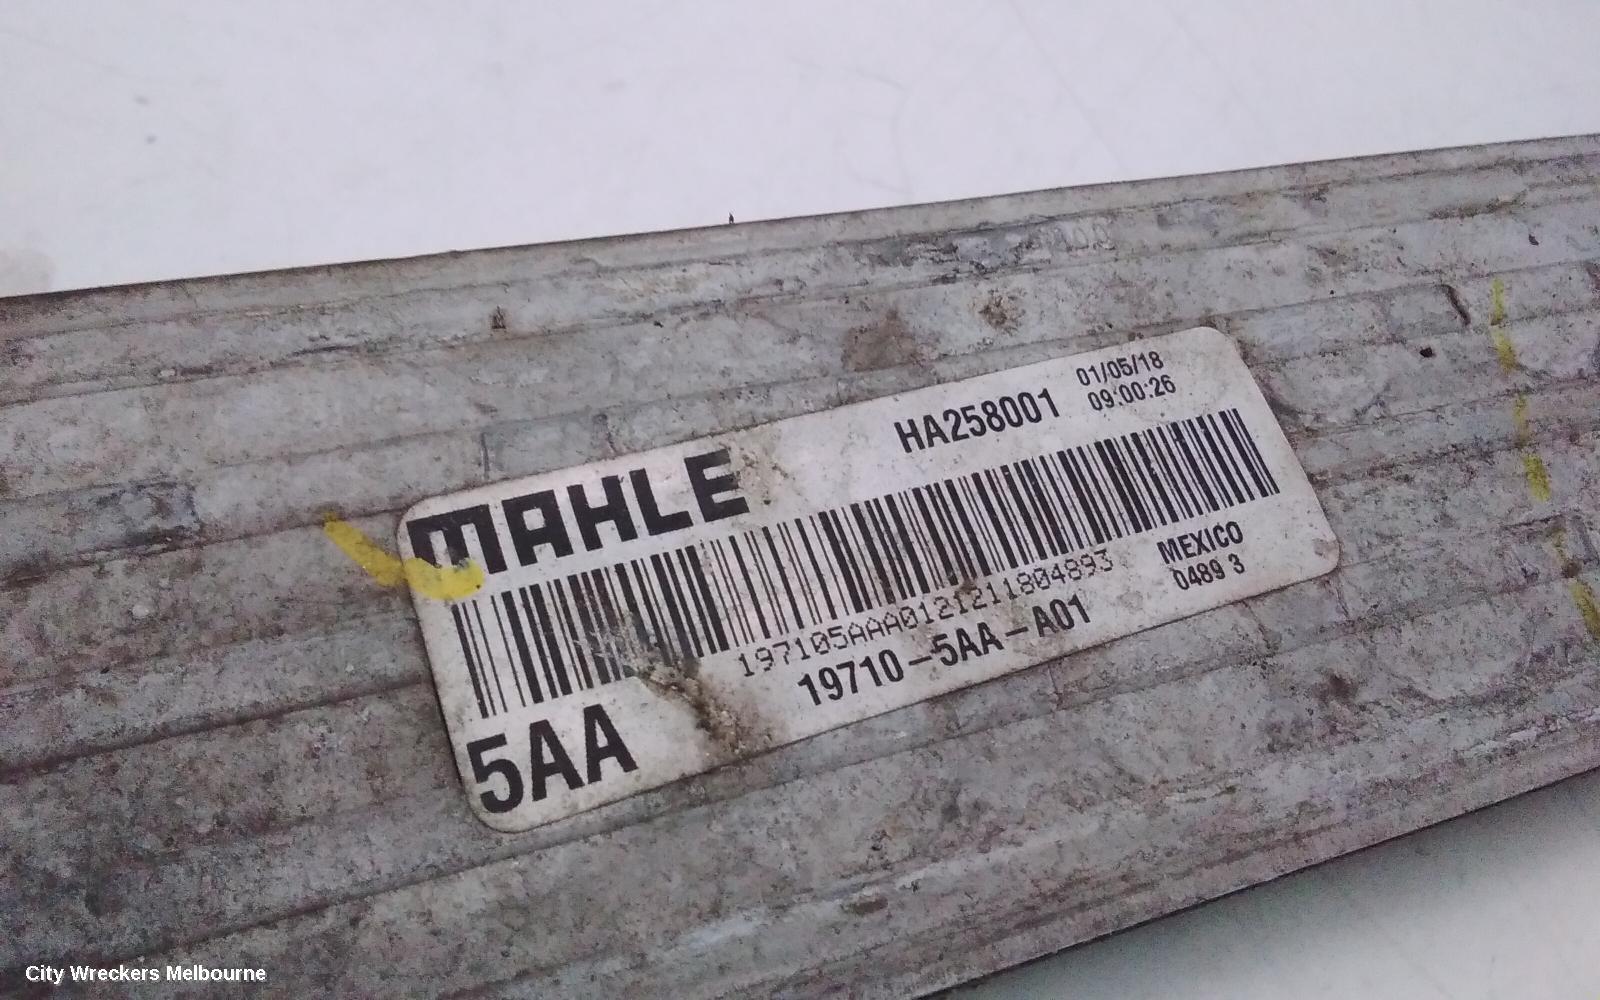 MAHLE
HA258001
01/05/18
09:00:26
197105AAA0121211804893
19710-5AA-A01
MEXICO
0489 3
5AA
City Wreckers Melbourne